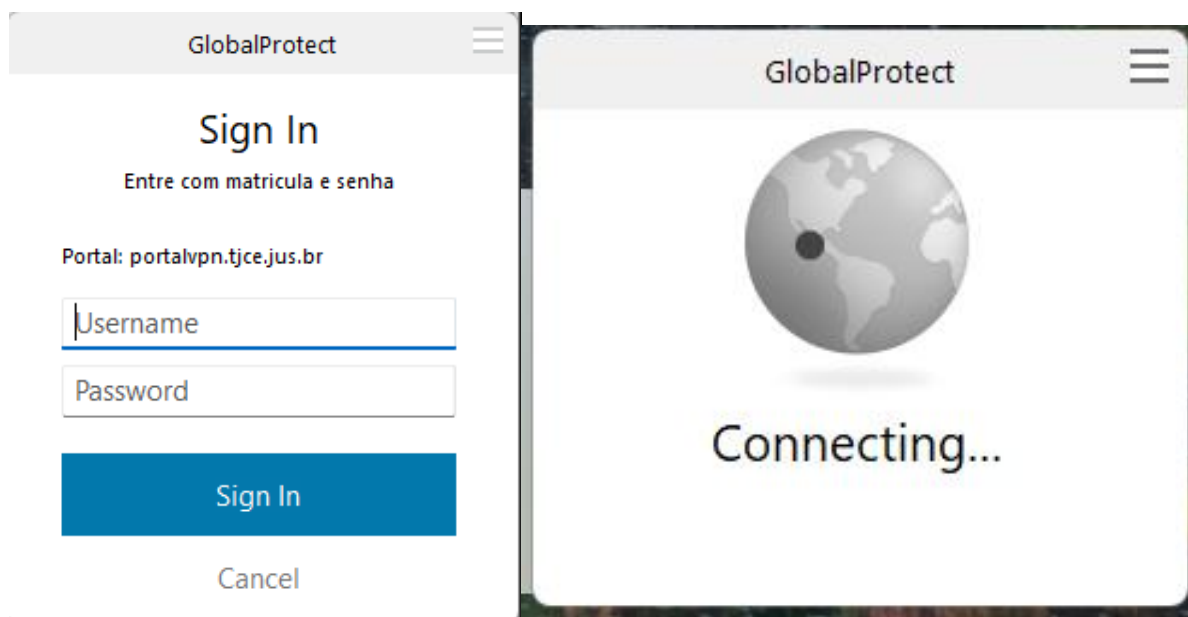 GlobalProtect
Sign In
Entre com matricula e senha
Portal: portalvpn.tjce.jus.br
Username
Password
Sign In
Cancel
GlobalProtect
Connecting...